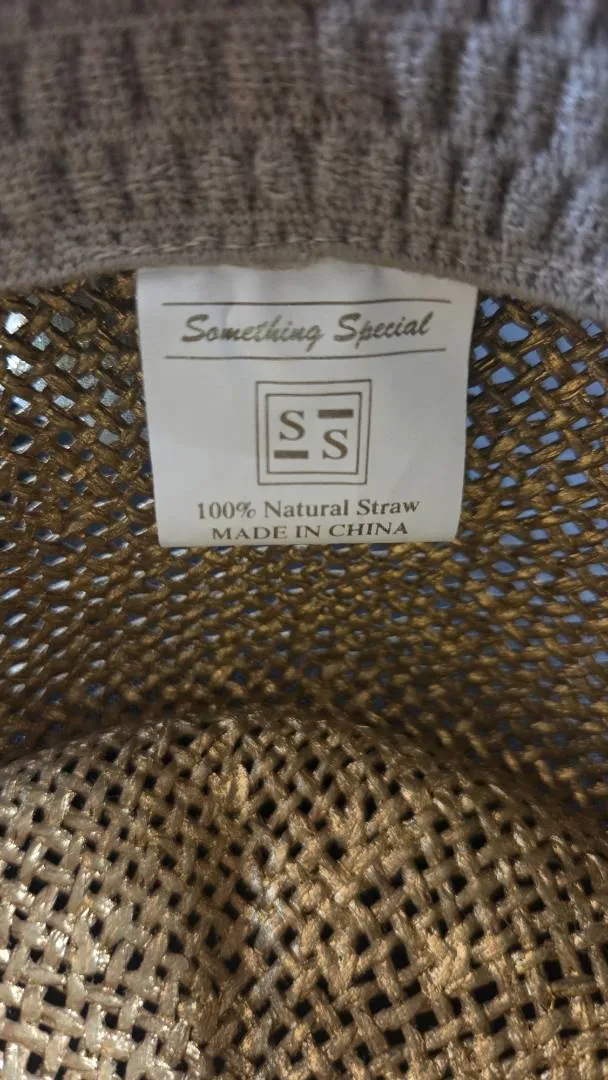 Something Special
S
S
100% Natural Straw
MADE IN CHINA